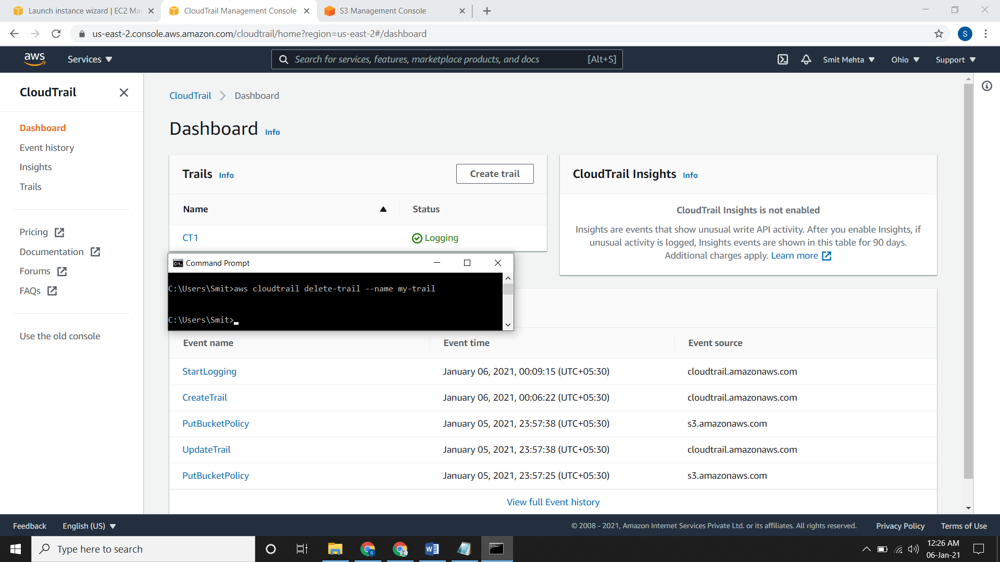 Launch instance wizard | EC2 Ma
CloudTrail Management Console
S3 Management Console
us-east-2.console.aws.amazon.com/cloudtrail/home?region=us-east-2#/dashboard
S
aws
Services
Search for services, features, marketplace products, and docs
[Alt+S]
Smit Mehta
Ohio
Support
CloudTrail
Dashboard
Event history
Insights
Trails
Pricing
Documentation
Forums
FAQs
Use the old console
CloudTrail
Dashboard
Dashboard Info
Trails Info
Create trail
Name
Status
CT1
Logging
CloudTrail Insights Info
CloudTrail Insights is not enabled
Insights are events that show unusual write API activity. After you enable Insights, if
unusual activity is logged, Insights events are shown in this table for 90 days.
Additional charges apply. Learn more
Command Prompt
C:\Users\Smit>aws cloudtrail delete-trail --name my-trail
C:\Users\Smit>
Event name
Event time
Event source
StartLogging
January 06, 2021, 00:09:15 (UTC+05:30)
cloudtrail.amazonaws.com
CreateTrail
January 06, 2021, 00:06:22 (UTC+05:30)
cloudtrail.amazonaws.com
PutBucketPolicy
January 05, 2021, 23:57:38 (UTC+05:30)
s3.amazonaws.com
UpdateTrail
January 05, 2021, 23:57:38 (UTC+05:30)
cloudtrail.amazonaws.com
PutBucketPolicy
January 05, 2021, 23:57:25 (UTC+05:30)
s3.amazonaws.com
View full Event history
Feedback
English (US)
© 2008 - 2021, Amazon Internet Services Private Ltd. or its affiliates. All rights reserved.
Privacy Policy
Terms of Use
Type here to search
12:26 AM
06-Jan-21